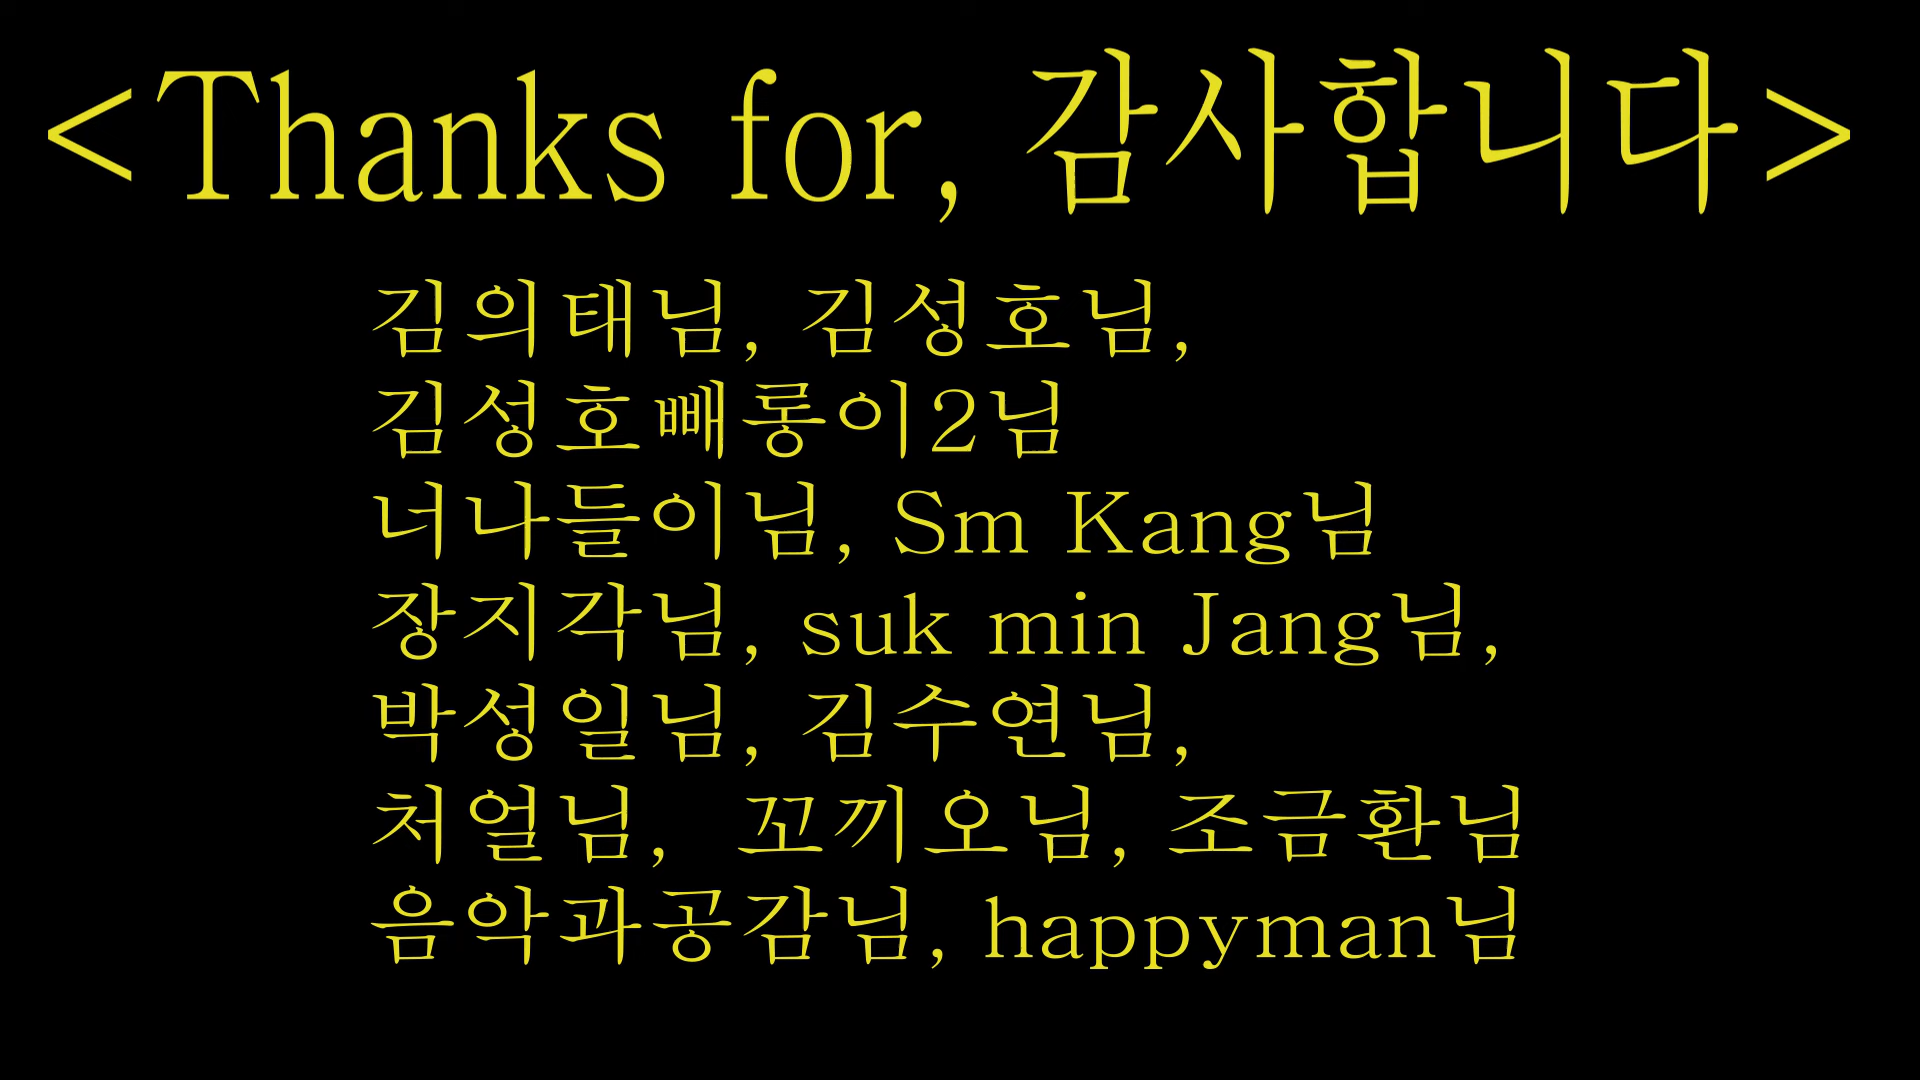 <Thanks for, 감사합니다>
김의태님, 김성호님,
김성호빼롱이2님
너나들이님, Sm Kang님
장지각님, suk min Jang님,
박성일님, 김수연님,
처얼님, 꼬끼오님, 조금환님
음악과공감님, happyman님